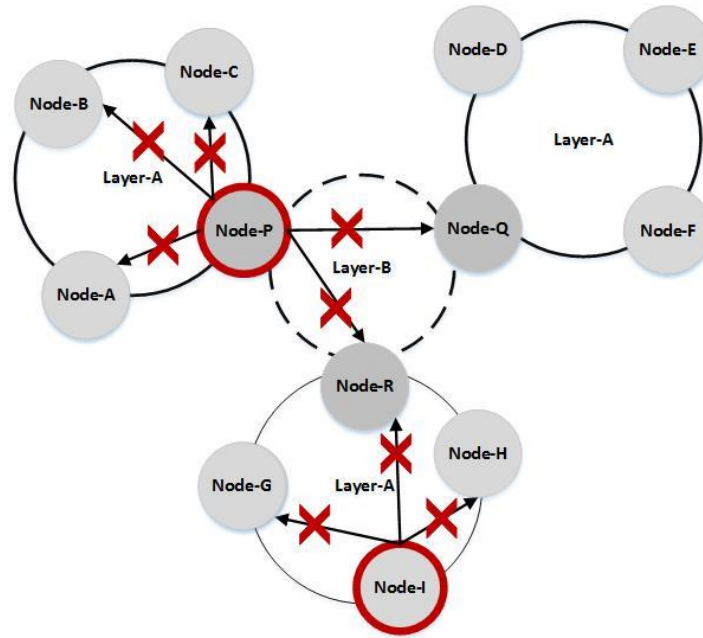 Node-D
Node-E
Node-C
Node-B
Layer-A
Layer-A
Node-P
Node-Q
Node-F
Layer-B
Node-A
Node-R
Node-H
Node-G
Layer-A
Node-I